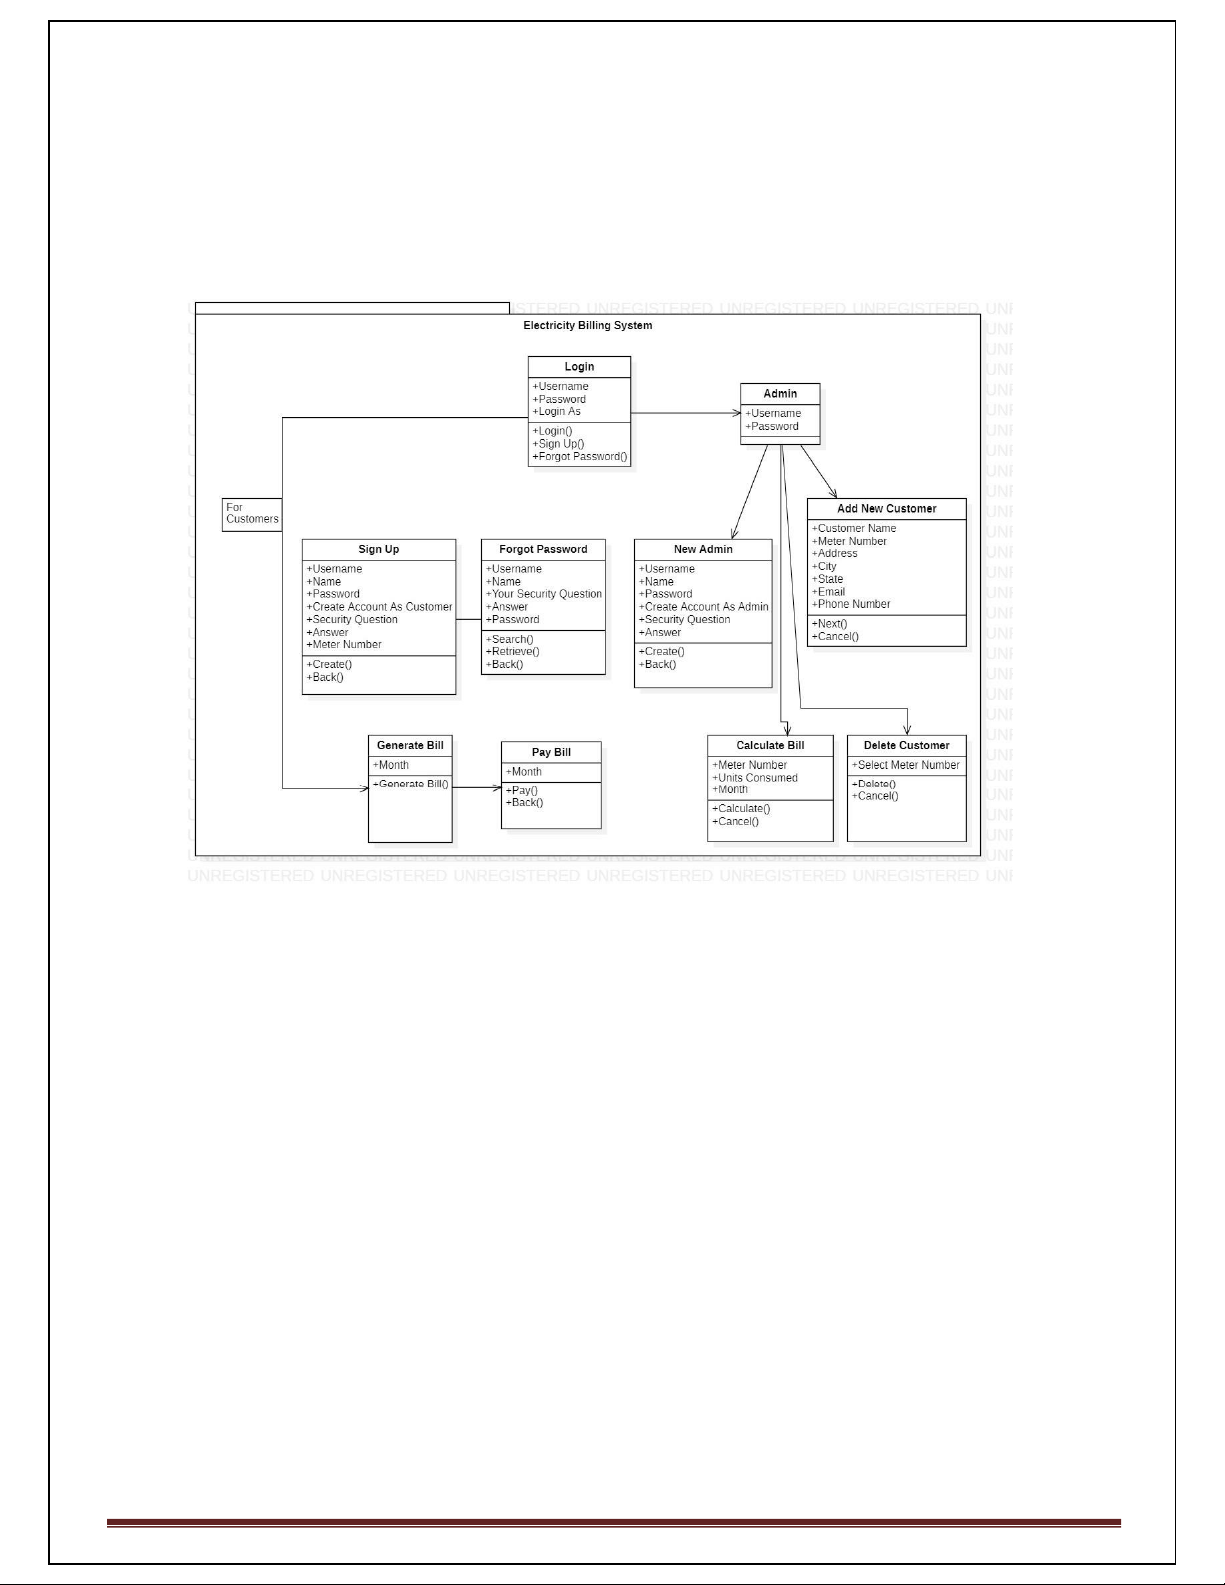 Electricity Billing System
Login
+Username
+Password
+Login As
+Login()
+Sign Up()
+Forgot Password()
Admin
+Username
+Password
For
Customers
Add New Customer
+Customer Name
+Meter Number
+Address
+City
+State
+Email
+Phone Number
+Next()
+Cancel()
Sign Up
+Username
+Name
+Password
+Create Account As Customer
+Security Question
+Answer
+Meter Number
+Create()
+Back()
Forgot Password
+Username
+Name
+Your Security Question
+Answer
+Password
+Search()
+Retrieve()
+Back()
New Admin
+Username
+Name
+Password
+Create Account As Admin
+Security Question
+Answer
+Create()
+Back()
Generate Bill
+Month
+Generate Bill()
Pay Bill
+Month
+Pay()
+Back()
Calculate Bill
+Meter Number
+Units Consumed
+Month
+Calculate()
+Cancel()
Delete Customer
+Select Meter Number
+Delete()
+Cancel()
UNREGISTERED UNREGISTERED UNREGISTERED UNREGISTERED UNREGISTERED UNREGISTERED UNR